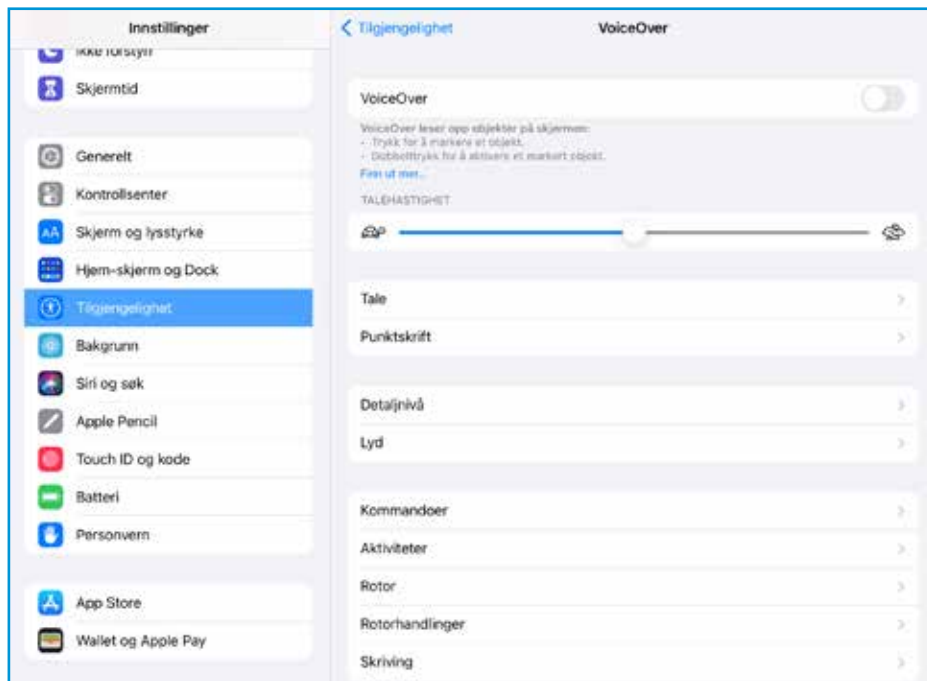 Innstillinger
Ikke forstyrr
Skjermtid
Generelt
Kontrollsenter
Skjerm og lysstyrke
Hjem-skjerm og Dock
Tilgjengelighet
Bakgrunn
Siri og søk
Apple Pencil
Touch ID og kode
Batteri
Personvern
App Store
Wallet og Apple Pay
Tilgjengelighet
VoiceOver
VoiceOver
VoiceOver leser opp objekter på skjermen:
- Trykk for å markere et objekt.
- Dobbelttrykk for å aktivere et markert objekt.
Finn ut mer...
TALEHASTIGHET
Tale
Punktskrift
Detaljnivå
Lyd
Kommandoer
Aktiviteter
Rotor
Rotorhandlinger
Skriving